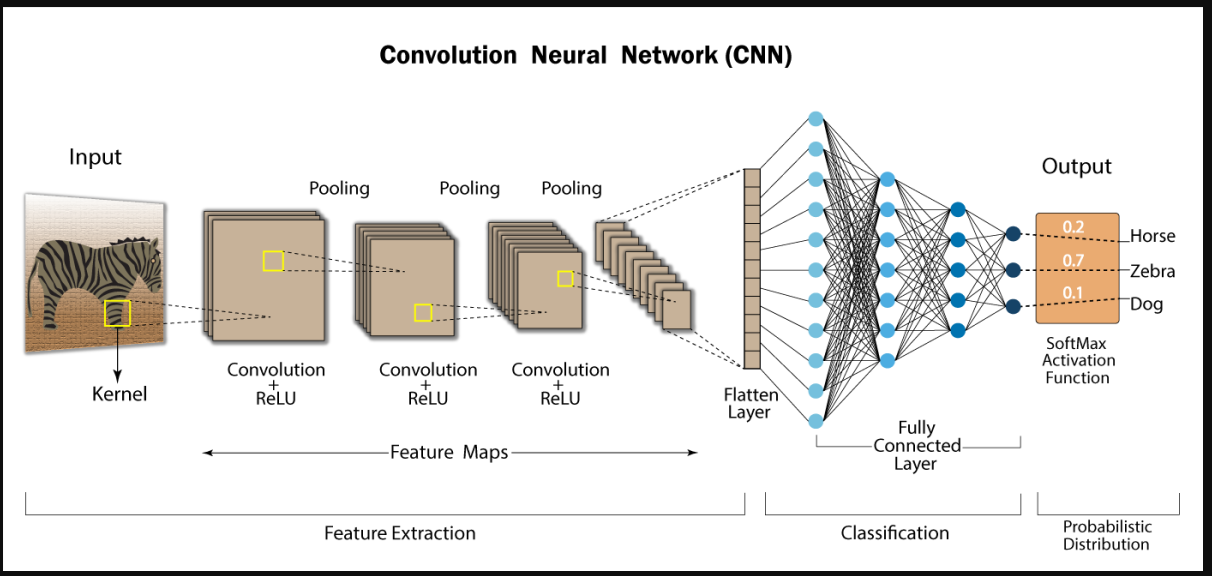 Convolution Neural Network (CNN)
Input
Output
Pooling
Pooling
Pooling
0.2
Horse
0.7
Zebra
0.1
Dog
Kernel
Convolution
+
ReLU
Convolution
+
ReLU
Convolution
+
ReLU
Flatten
Layer
SoftMax
Activation
Function
Fully
Connected
Layer
Feature Maps
Feature Extraction
Classification
Probabilistic
Distribution